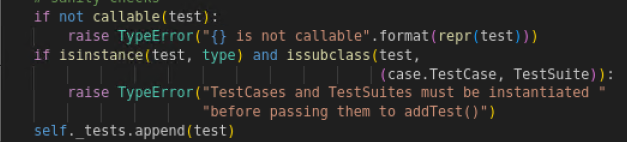 # sanity checks
if not callable(test):
raise TypeError("{} is not callable".format(repr(test)))
if isinstance(test, type) and issubclass(test,
(case.TestCase, TestSuite)):
raise TypeError("TestCases and TestSuites must be instantiated "
"before passing them to addTest()")
self._tests.append(test)